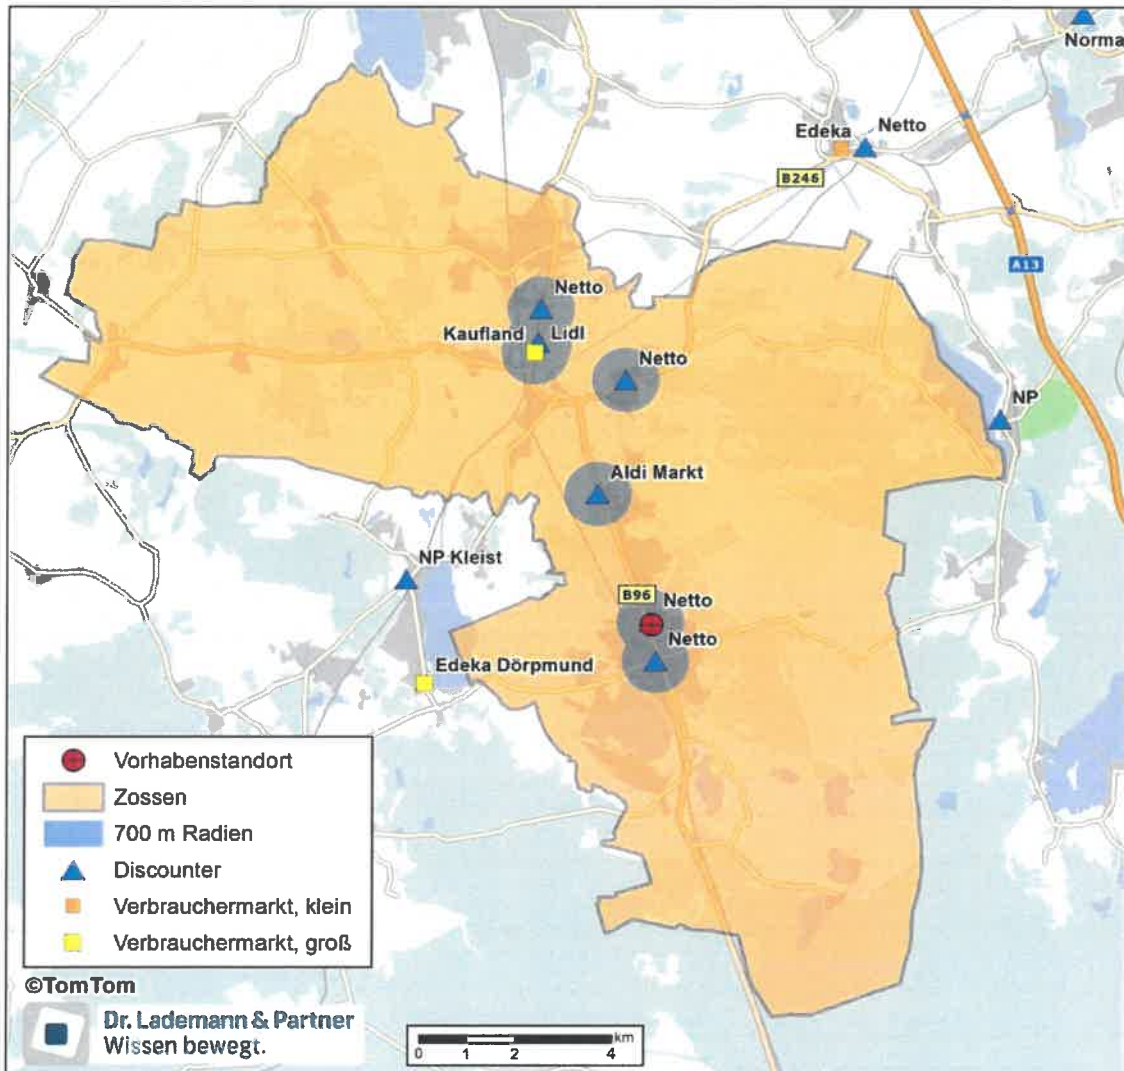 Norma
Edeka
Netto
B246
A13
Netto
Kaufland
Lidl
Netto
NP
Aldi Markt
NP Kleist
B96
Netto
Netto
Edeka Dörpmund
Vorhabenstandort
Zossen
700 m Radien
Discounter
Verbrauchermarkt, klein
Verbrauchermarkt, groß
©TomTom
Dr. Lademann & Partner
Wissen bewegt.
km
0 1 2 4